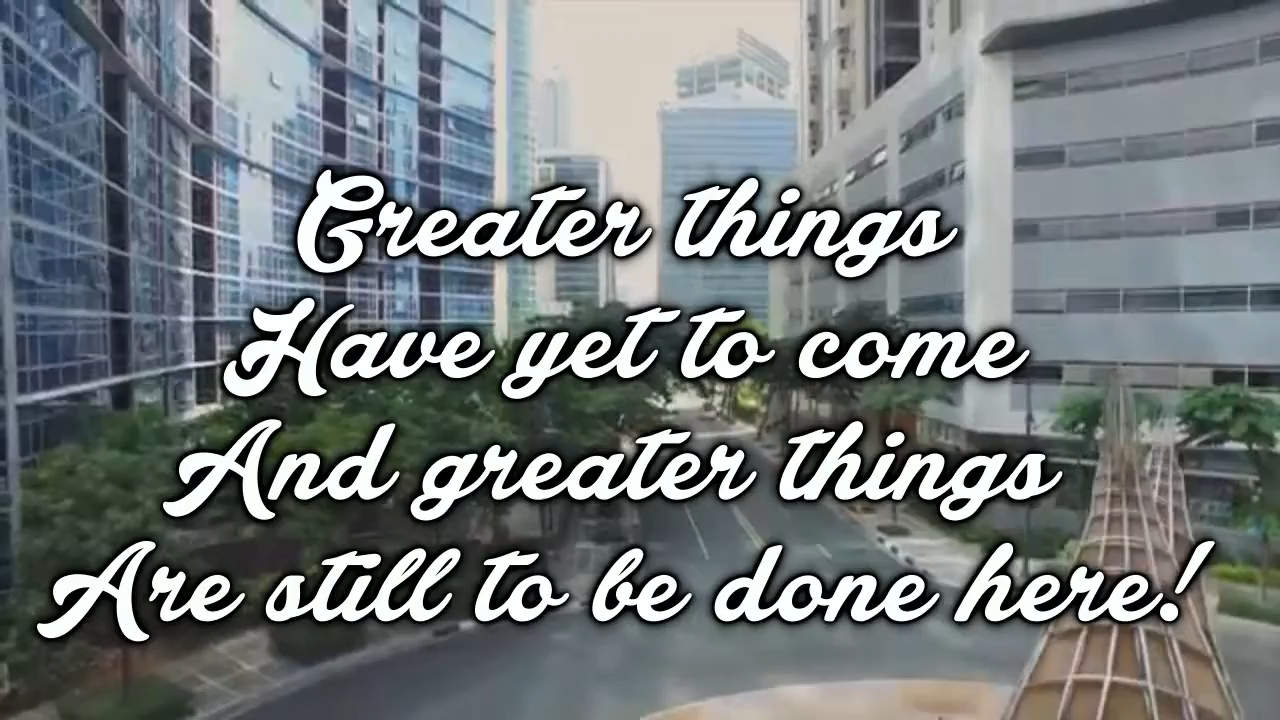 Greater things
Have yet to come
And greater things
Are still to be done here!